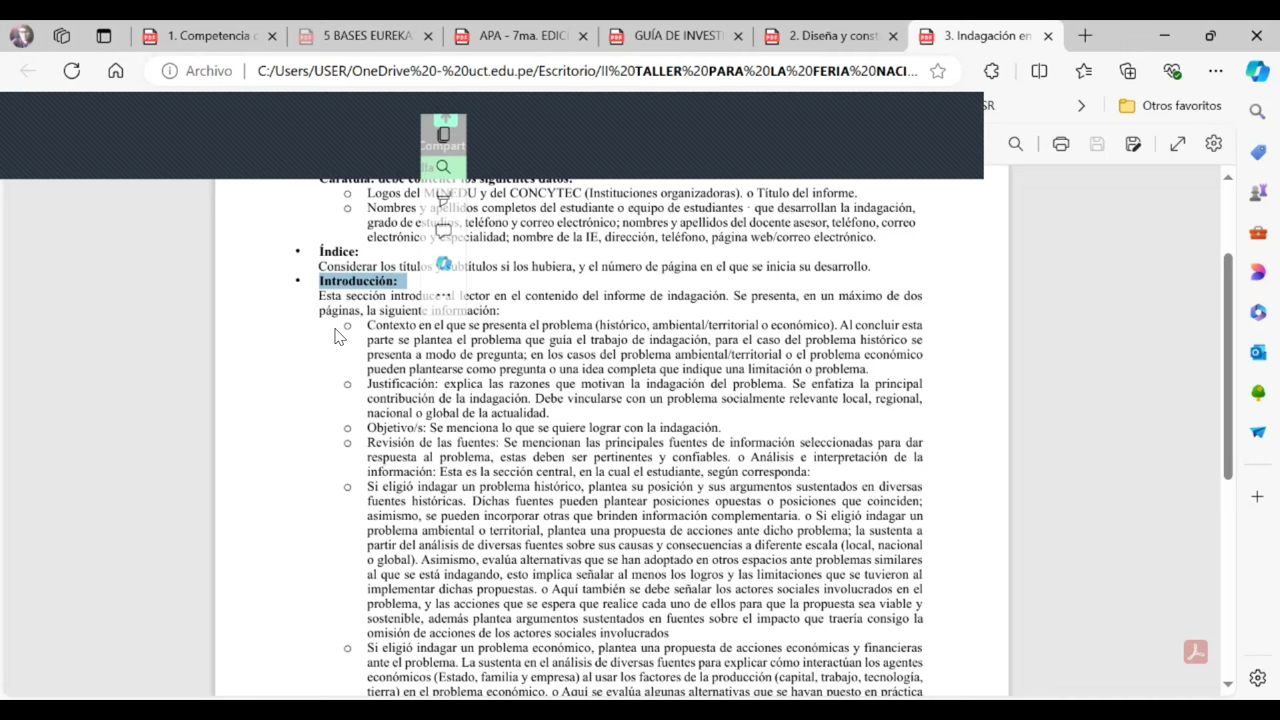 1. Competencia c
5 BASES EUREKA
APA - 7ma. EDIC
GUÍA DE INVEST
2. Diseña y const
3. Indagación en
Archivo
C:/Users/USER/OneDrive%20-%20uct.edu.pe/Escritorio/II%20TALLER%20PARA%20LA%20FERIA%20NACI...
SR
Otros favoritos
Compart
lla
Carátula: debe contener los siguientes datos:
o Logos del MINEDU y del CONCYTEC (Instituciones organizadoras). o Título del informe.
o Nombres y apellidos completos del estudiante o equipo de estudiantes · que desarrollan la indagación,
grado de estudios, teléfono y correo electrónico; nombres y apellidos del docente asesor, teléfono, correo
electrónico y especialidad; nombre de la IE, dirección, teléfono, página web/correo electrónico.
• Índice:
Considerar los títulos y subtítulos si los hubiera, y el número de página en el que se inicia su desarrollo.
• Introducción:
Esta sección introduce al lector en el contenido del informe de indagación. Se presenta, en un máximo de dos
páginas, la siguiente información:
o Contexto en el que se presenta el problema (histórico, ambiental/territorial o económico). Al concluir esta
parte se plantea el problema que guía el trabajo de indagación, para el caso del problema histórico se
presenta a modo de pregunta; en los casos del problema ambiental/territorial o el problema económico
pueden plantearse como pregunta o una idea completa que indique una limitación o problema.
o Justificación: explica las razones que motivan la indagación del problema. Se enfatiza la principal
contribución de la indagación. Debe vincularse con un problema socialmente relevante local, regional,
nacional o global de la actualidad.
o Objetivo/s: Se menciona lo que se quiere lograr con la indagación.
o Revisión de las fuentes: Se mencionan las principales fuentes de información seleccionadas para dar
respuesta al problema, estas deben ser pertinentes y confiables. o Análisis e interpretación de la
información: Esta es la sección central, en la cual el estudiante, según corresponda:
o Si eligió indagar un problema histórico, plantea su posición y sus argumentos sustentados en diversas
fuentes históricas. Dichas fuentes pueden plantear posiciones opuestas o posiciones que coinciden;
asimismo, se pueden incorporar otras que brinden información complementaria. o Si eligió indagar un
problema ambiental o territorial, plantea una propuesta de acciones ante dicho problema; la sustenta a
partir del análisis de diversas fuentes sobre sus causas y consecuencias a diferente escala (local, nacional
o global). Asimismo, evalúa alternativas que se han adoptado en otros espacios ante problemas similares
al que se está indagando, esto implica señalar al menos los logros y las limitaciones que se tuvieron al
implementar dichas propuestas. o Aquí también se debe señalar los actores sociales involucrados en el
problema, y las acciones que se espera que realice cada uno de ellos para que la propuesta sea viable y
sostenible, además plantea argumentos sustentados en fuentes sobre el impacto que traería consigo la
omisión de acciones de los actores sociales involucrados
o Si eligió indagar un problema económico, plantea una propuesta de acciones económicas y financieras
ante el problema. La sustenta en el análisis de diversas fuentes para explicar cómo interactúan los agentes
económicos (Estado, familia y empresa) al usar los factores de la producción (capital, trabajo, tecnología,
tierra) en el problema económico. o Aquí se evalúa algunas alternativas que se hayan puesto en práctica